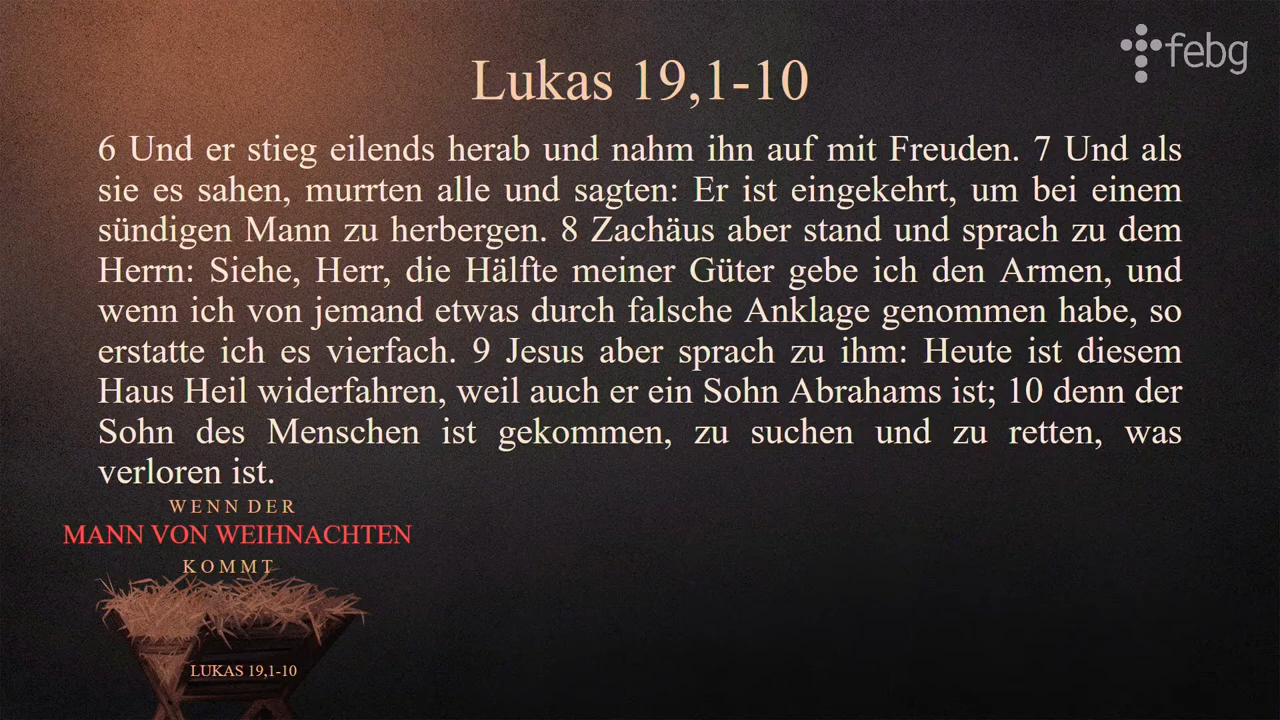 febg
Lukas 19,1-10
6 Und er stieg eilends herab und nahm ihn auf mit Freuden. 7 Und als
sie es sahen, murrten alle und sagten: Er ist eingekehrt, um bei einem
sündigen Mann zu herbergen. 8 Zachäus aber stand und sprach zu dem
Herrn: Siehe, Herr, die Hälfte meiner Güter gebe ich den Armen, und
wenn ich von jemand etwas durch falsche Anklage genommen habe, so
erstatte ich es vierfach. 9 Jesus aber sprach zu ihm: Heute ist diesem
Haus Heil widerfahren, weil auch er ein Sohn Abrahams ist; 10 denn der
Sohn des Menschen ist gekommen, zu suchen und zu retten, was
verloren ist.
WENN DER
MANN VON WEIHNACHTEN
KOMMT
LUKAS 19,1-10